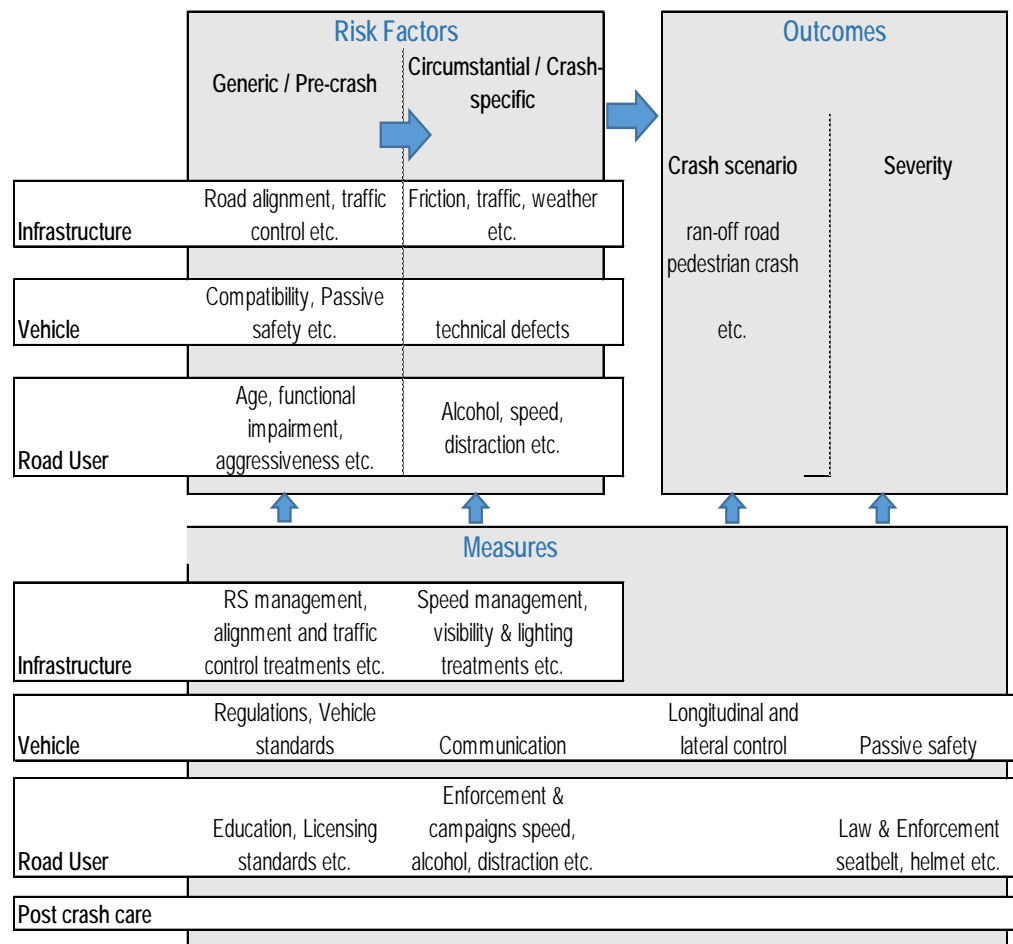 Risk Factors
Outcomes
Generic / Pre-crash
Circumstantial / Crash-
specific
Crash scenario
Severity
Infrastructure
Road alignment, traffic
control etc.
Friction, traffic, weather
etc.
ran-off road
pedestrian crash
etc.
Vehicle
Compatibility, Passive
safety etc.
technical defects
Road User
Age, functional
impairment,
aggressiveness etc.
Alcohol, speed,
distraction etc.
Measures
Infrastructure
RS management,
alignment and traffic
control treatments etc.
Speed management,
visibility & lighting
treatments etc.
Vehicle
Regulations, Vehicle
standards
Communication
Longitudinal and
lateral control
Passive safety
Road User
Education, Licensing
standards etc.
Enforcement &
campaigns speed,
alcohol, distraction etc.
Law & Enforcement
seatbelt, helmet etc.
Post crash care